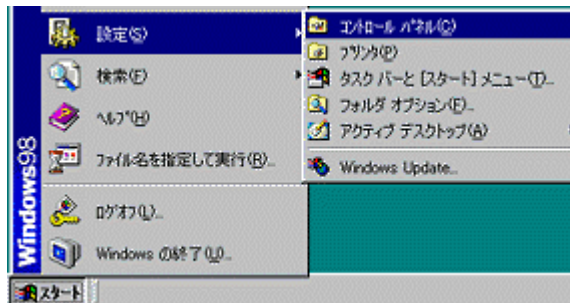 設定(S)
検索(F)
ヘルプ(H)
ファイル名を指定して実行(R)...
ログオフ(L)...
Windows の終了(U)...
コントロール パネル(C)
プリンタ(P)
タスク バーと [スタート] メニュー(T)...
フォルダ オプション(F)...
アクティブ デスクトップ(A)
Windows Update...
Windows98
スタート